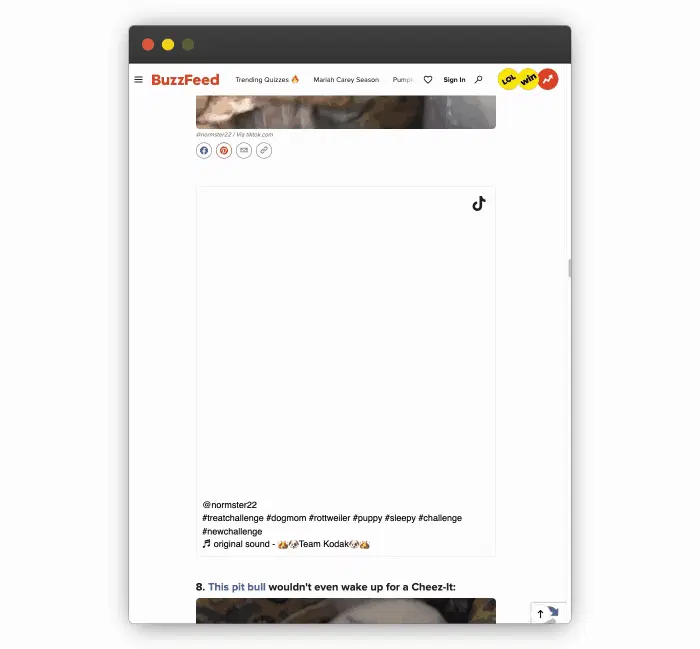 BuzzFeed Trending Quizzes 🔥 Mariah Carey Season Pump Sign In LOL win
@normster22 / Via tiktok.com
@normster22
#treatchallenge #dogmom #rottweiler #puppy #sleepy #challenge
#newchallenge
♬ original sound - 🐕🐶Team Kodak🐶🐕
8. This pit bull wouldn't even wake up for a Cheez-It: